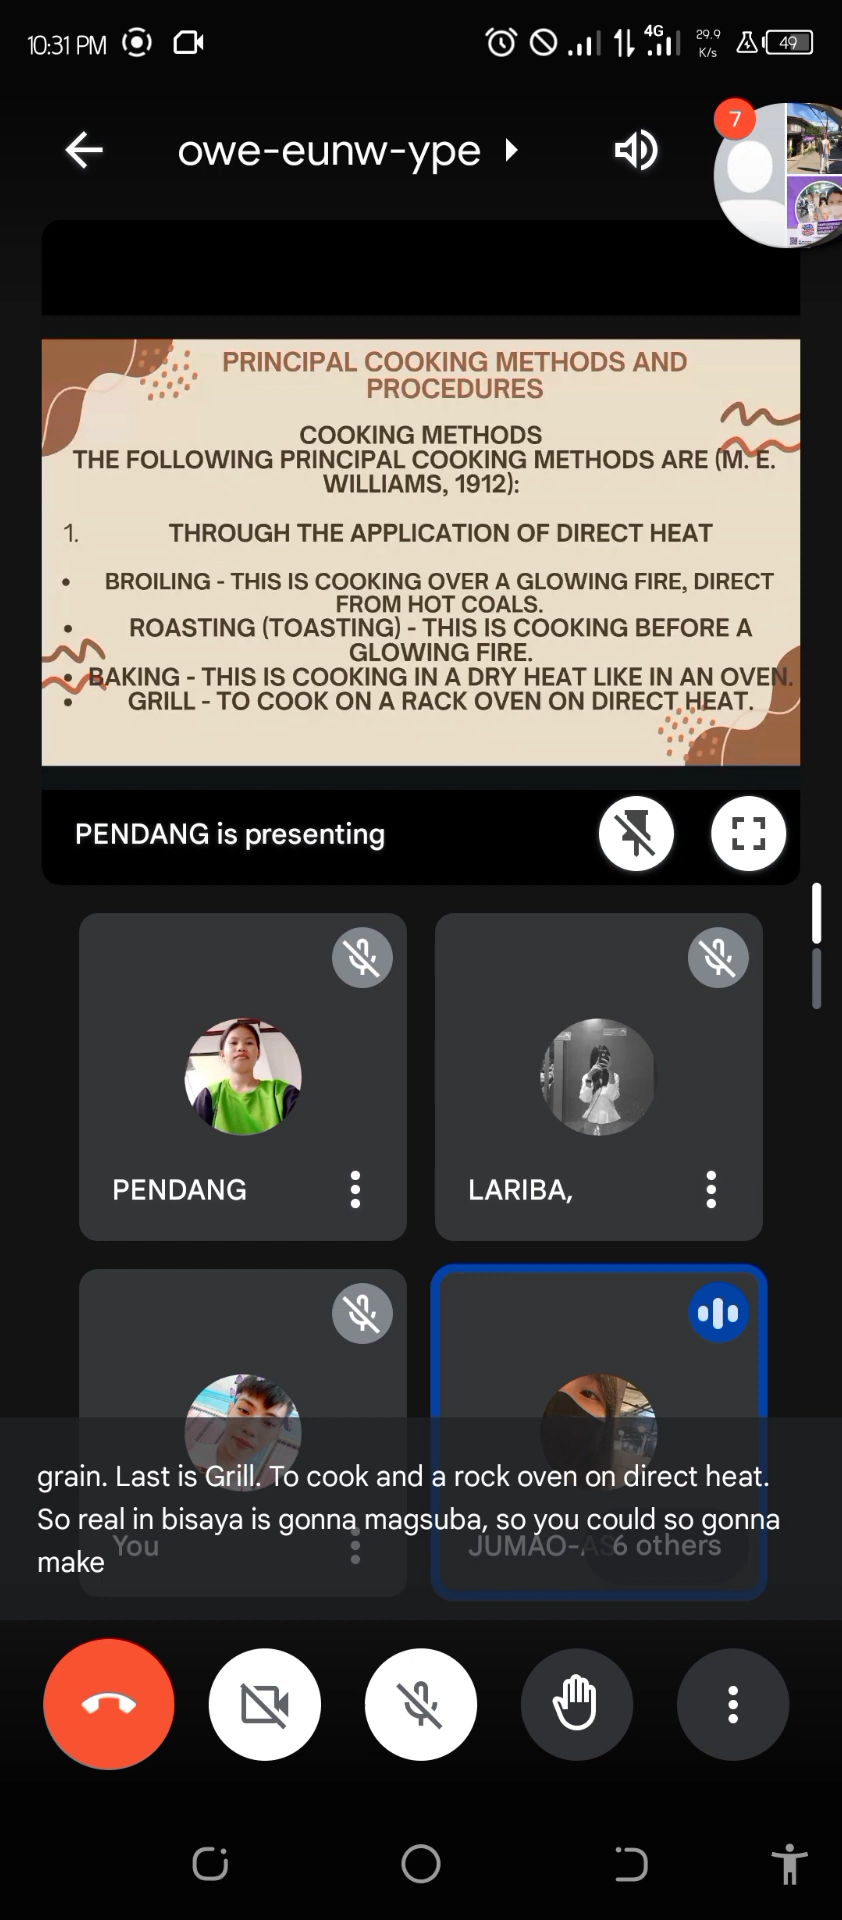 10:31 PM
4G
29.9
K/s
49
owe-eunw-ype
7
PRINCIPAL COOKING METHODS AND
PROCEDURES
COOKING METHODS
THE FOLLOWING PRINCIPAL COOKING METHODS ARE (M. E.
WILLIAMS, 1912):
1. THROUGH THE APPLICATION OF DIRECT HEAT
• BROILING - THIS IS COOKING OVER A GLOWING FIRE, DIRECT
FROM HOT COALS.
• ROASTING (TOASTING) - THIS IS COOKING BEFORE A
GLOWING FIRE.
• BAKING - THIS IS COOKING IN A DRY HEAT LIKE IN AN OVEN.
• GRILL - TO COOK ON A RACK OVEN ON DIRECT HEAT.
PENDANG is presenting
PENDANG
LARIBA,
grain. Last is Grill. To cook and a rock oven on direct heat.
So real in bisaya is gonna magsuba, so you could so gonna
make
You
JUMAO-AS
6 others